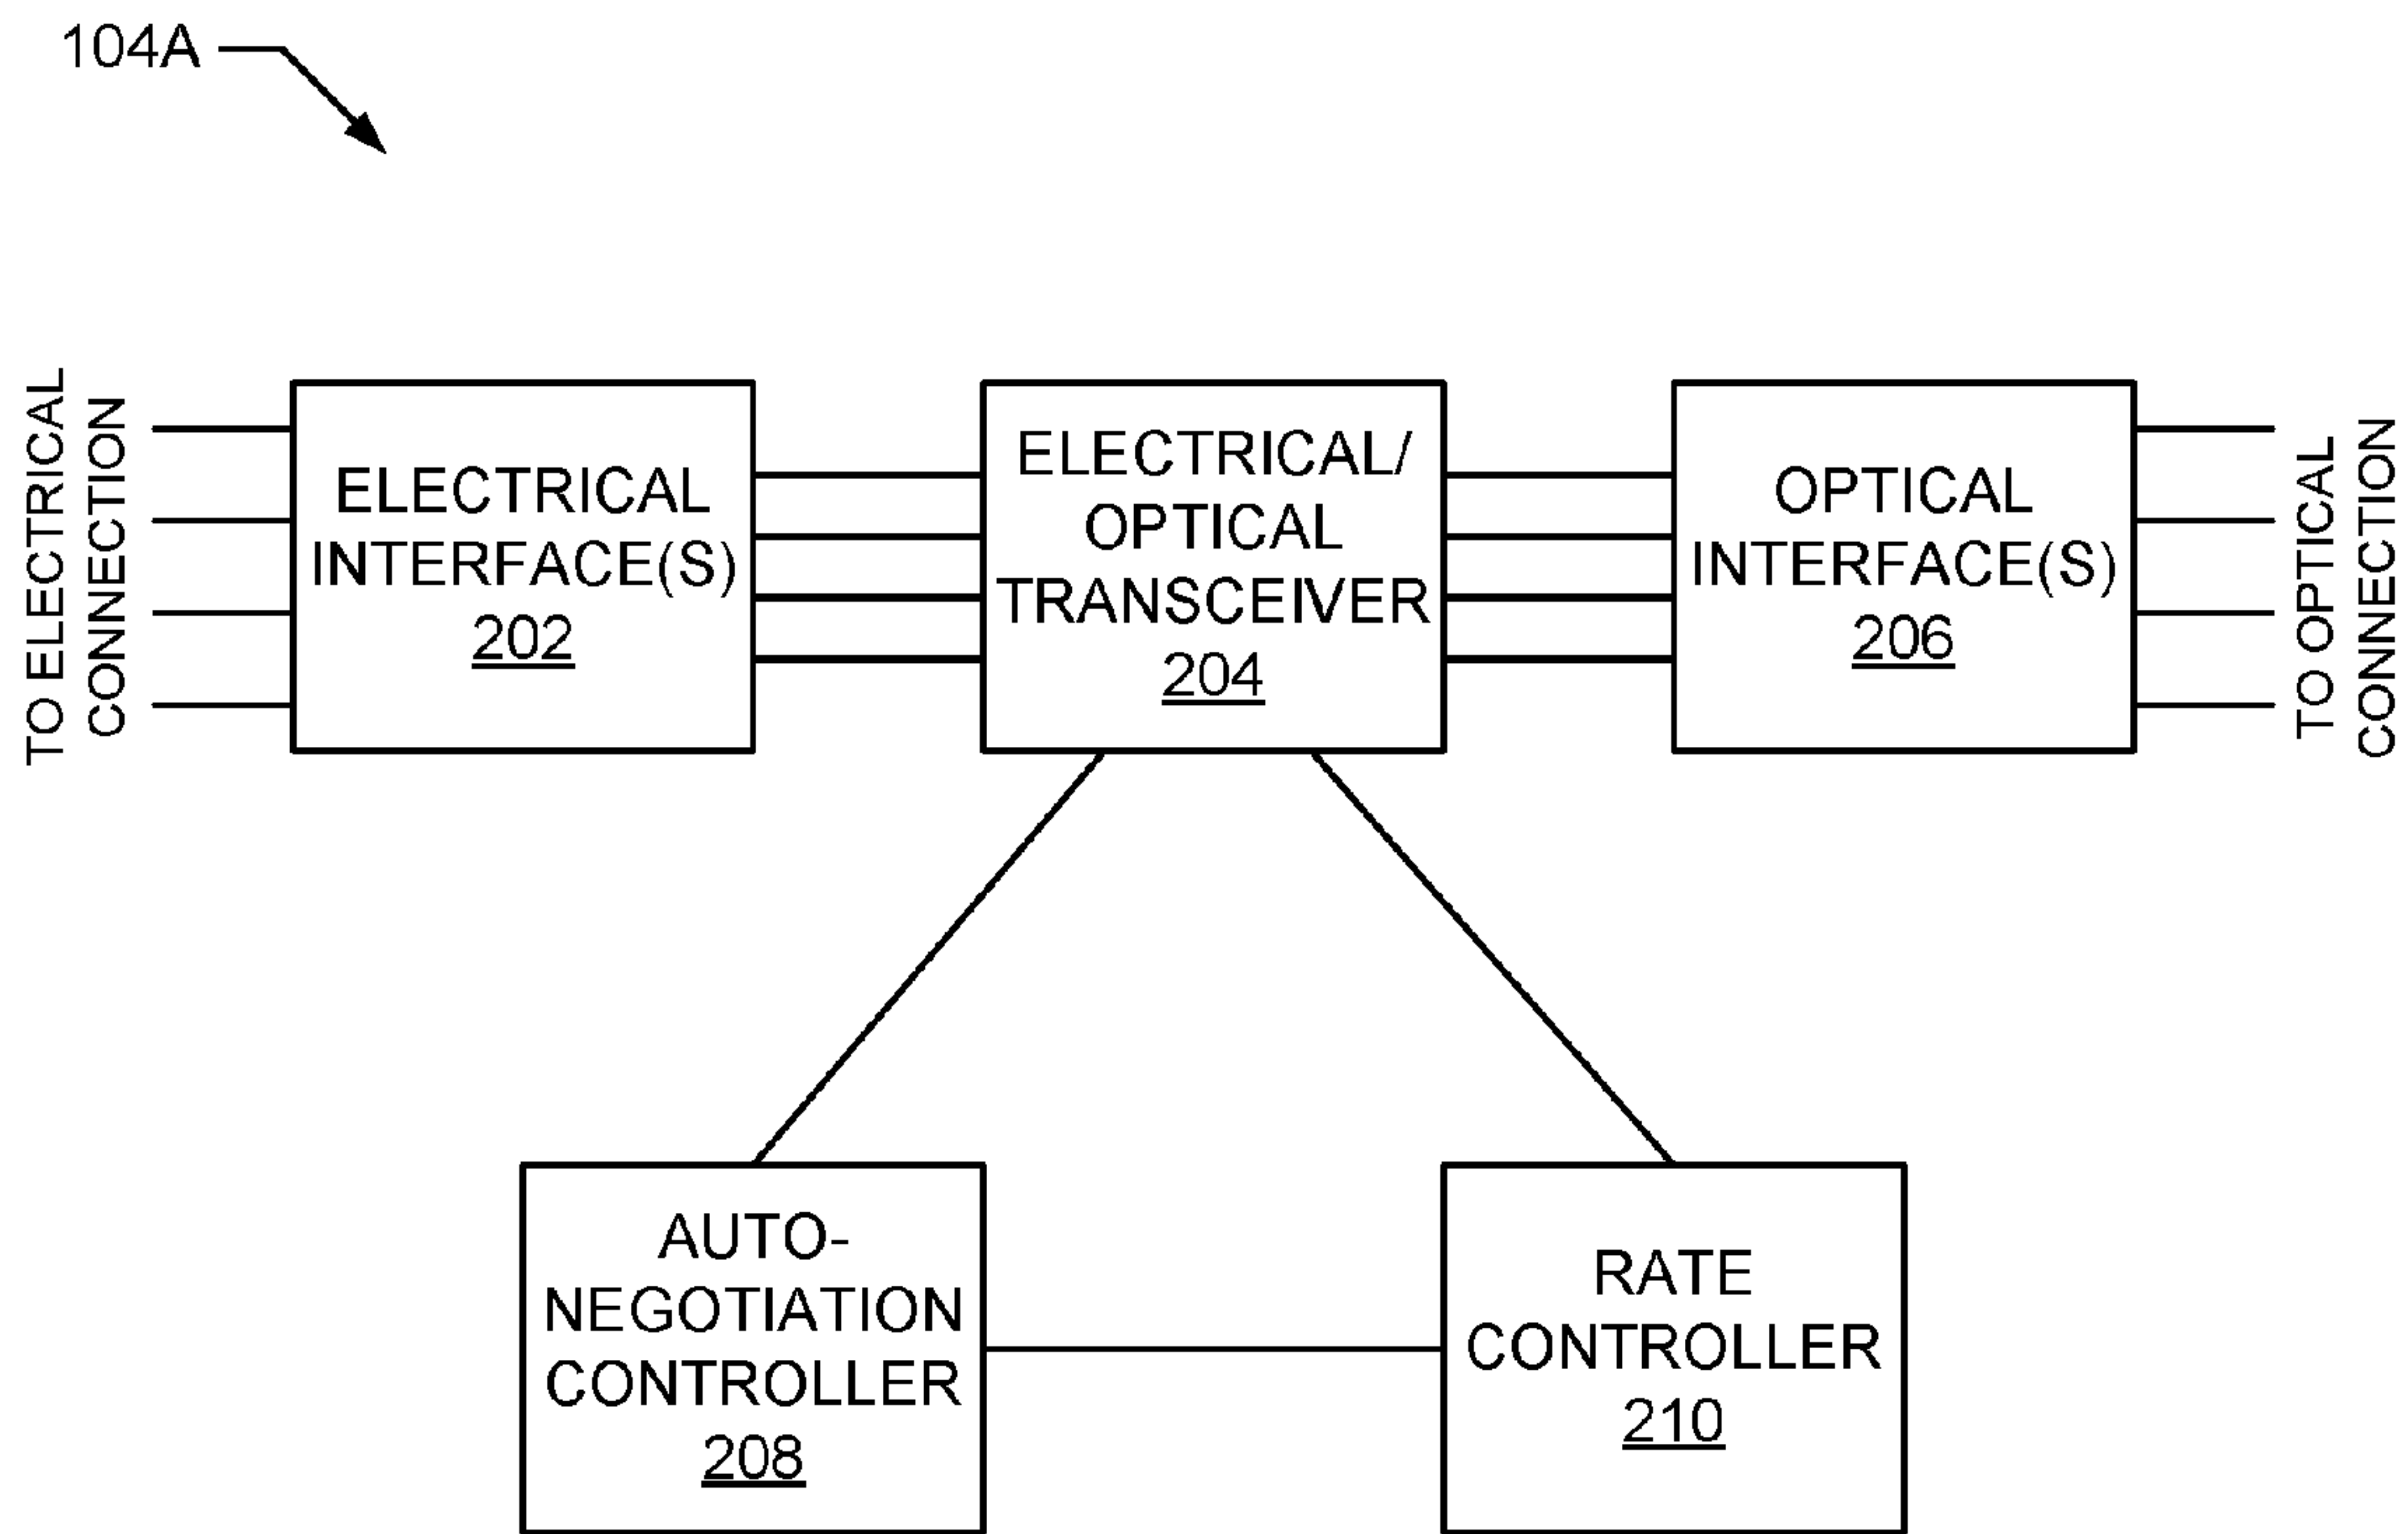 104A
TO ELECTRICAL
CONNECTION
ELECTRICAL
INTERFACE(S)
202
ELECTRICAL/
OPTICAL
TRANSCEIVER
204
OPTICAL
INTERFACE(S)
206
TO OPTICAL
CONNECTION
AUTO-
NEGOTIATION
CONTROLLER
208
RATE
CONTROLLER
210